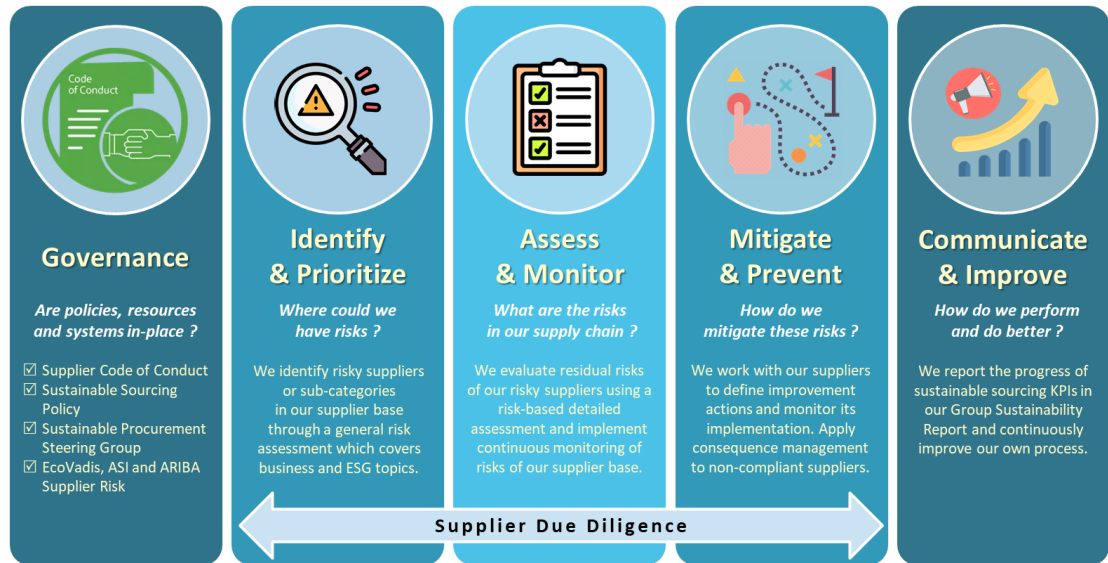 Code
of Conduct
Governance
Are policies, resources
and systems in-place ?
☑ Supplier Code of Conduct
☑ Sustainable Sourcing
Policy
☑ Sustainable Procurement
Steering Group
☑ EcoVadis, ASI and ARIBA
Supplier Risk
Identify
& Prioritize
Where could we
have risks ?
We identify risky suppliers
or sub-categories
in our supplier base
through a general risk
assessment which covers
business and ESG topics.
Assess
& Monitor
What are the risks
in our supply chain ?
We evaluate residual risks
of our risky suppliers using a
risk-based detailed
assessment and implement
continuous monitoring of
risks of our supplier base.
Mitigate
& Prevent
How do we
mitigate these risks ?
We work with our suppliers
to define improvement
actions and monitor its
implementation. Apply
consequence management
to non-compliant suppliers.
Communicate
& Improve
How do we perform
and do better ?
We report the progress of
sustainable sourcing KPIs in
our Group Sustainability
Report and continuously
improve our own process.
Supplier Due Diligence